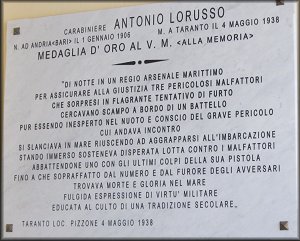 CARABINIERE ANTONIO LORUSSO
N. AD ANDRIA<BARI> IL 1 GENNAIO 1906 M. A TARANTO IL 4 MAGGIO 1938
MEDAGLIA D' ORO AL V. M. <ALLA MEMORIA>
"DI NOTTE IN UN REGIO ARSENALE MARITTIMO
PER ASSICURARE ALLA GIUSTIZIA TRE PERICOLOSI MALFATTORI
CHE SORPRESI IN FLAGRANTE TENTATIVO DI FURTO
CERCAVANO SCAMPO A BORDO DI UN BATTELLO
PUR ESSENDO INESPERTO NEL NUOTO E CONSCIO DEL GRAVE PERICOLO
CUI ANDAVA INCONTRO
SI SLANCIAVA IN MARE RIUSCENDO AD AGGRAPPARSI ALL'IMBARCAZIONE
STANDO IMMERSO SOSTENEVA DISPERATA LOTTA CONTRO I MALFATTORI
ABBATTENDONE UNO CON GLI ULTIMI COLPI DELLA SUA PISTOLA
FINO A CHE SOPRAFFATTO DAL NUMERO E DAL FURORE DEGLI AVVERSARI
TROVAVA MORTE E GLORIA NEL MARE
FULGIDA ESPRESSIONE DI VIRTU' MILITARE
EDUCATA AL CULTO DI UNA TRADIZIONE SECOLARE"
TARANTO LOC. PIZZONE 4 MAGGIO 1938